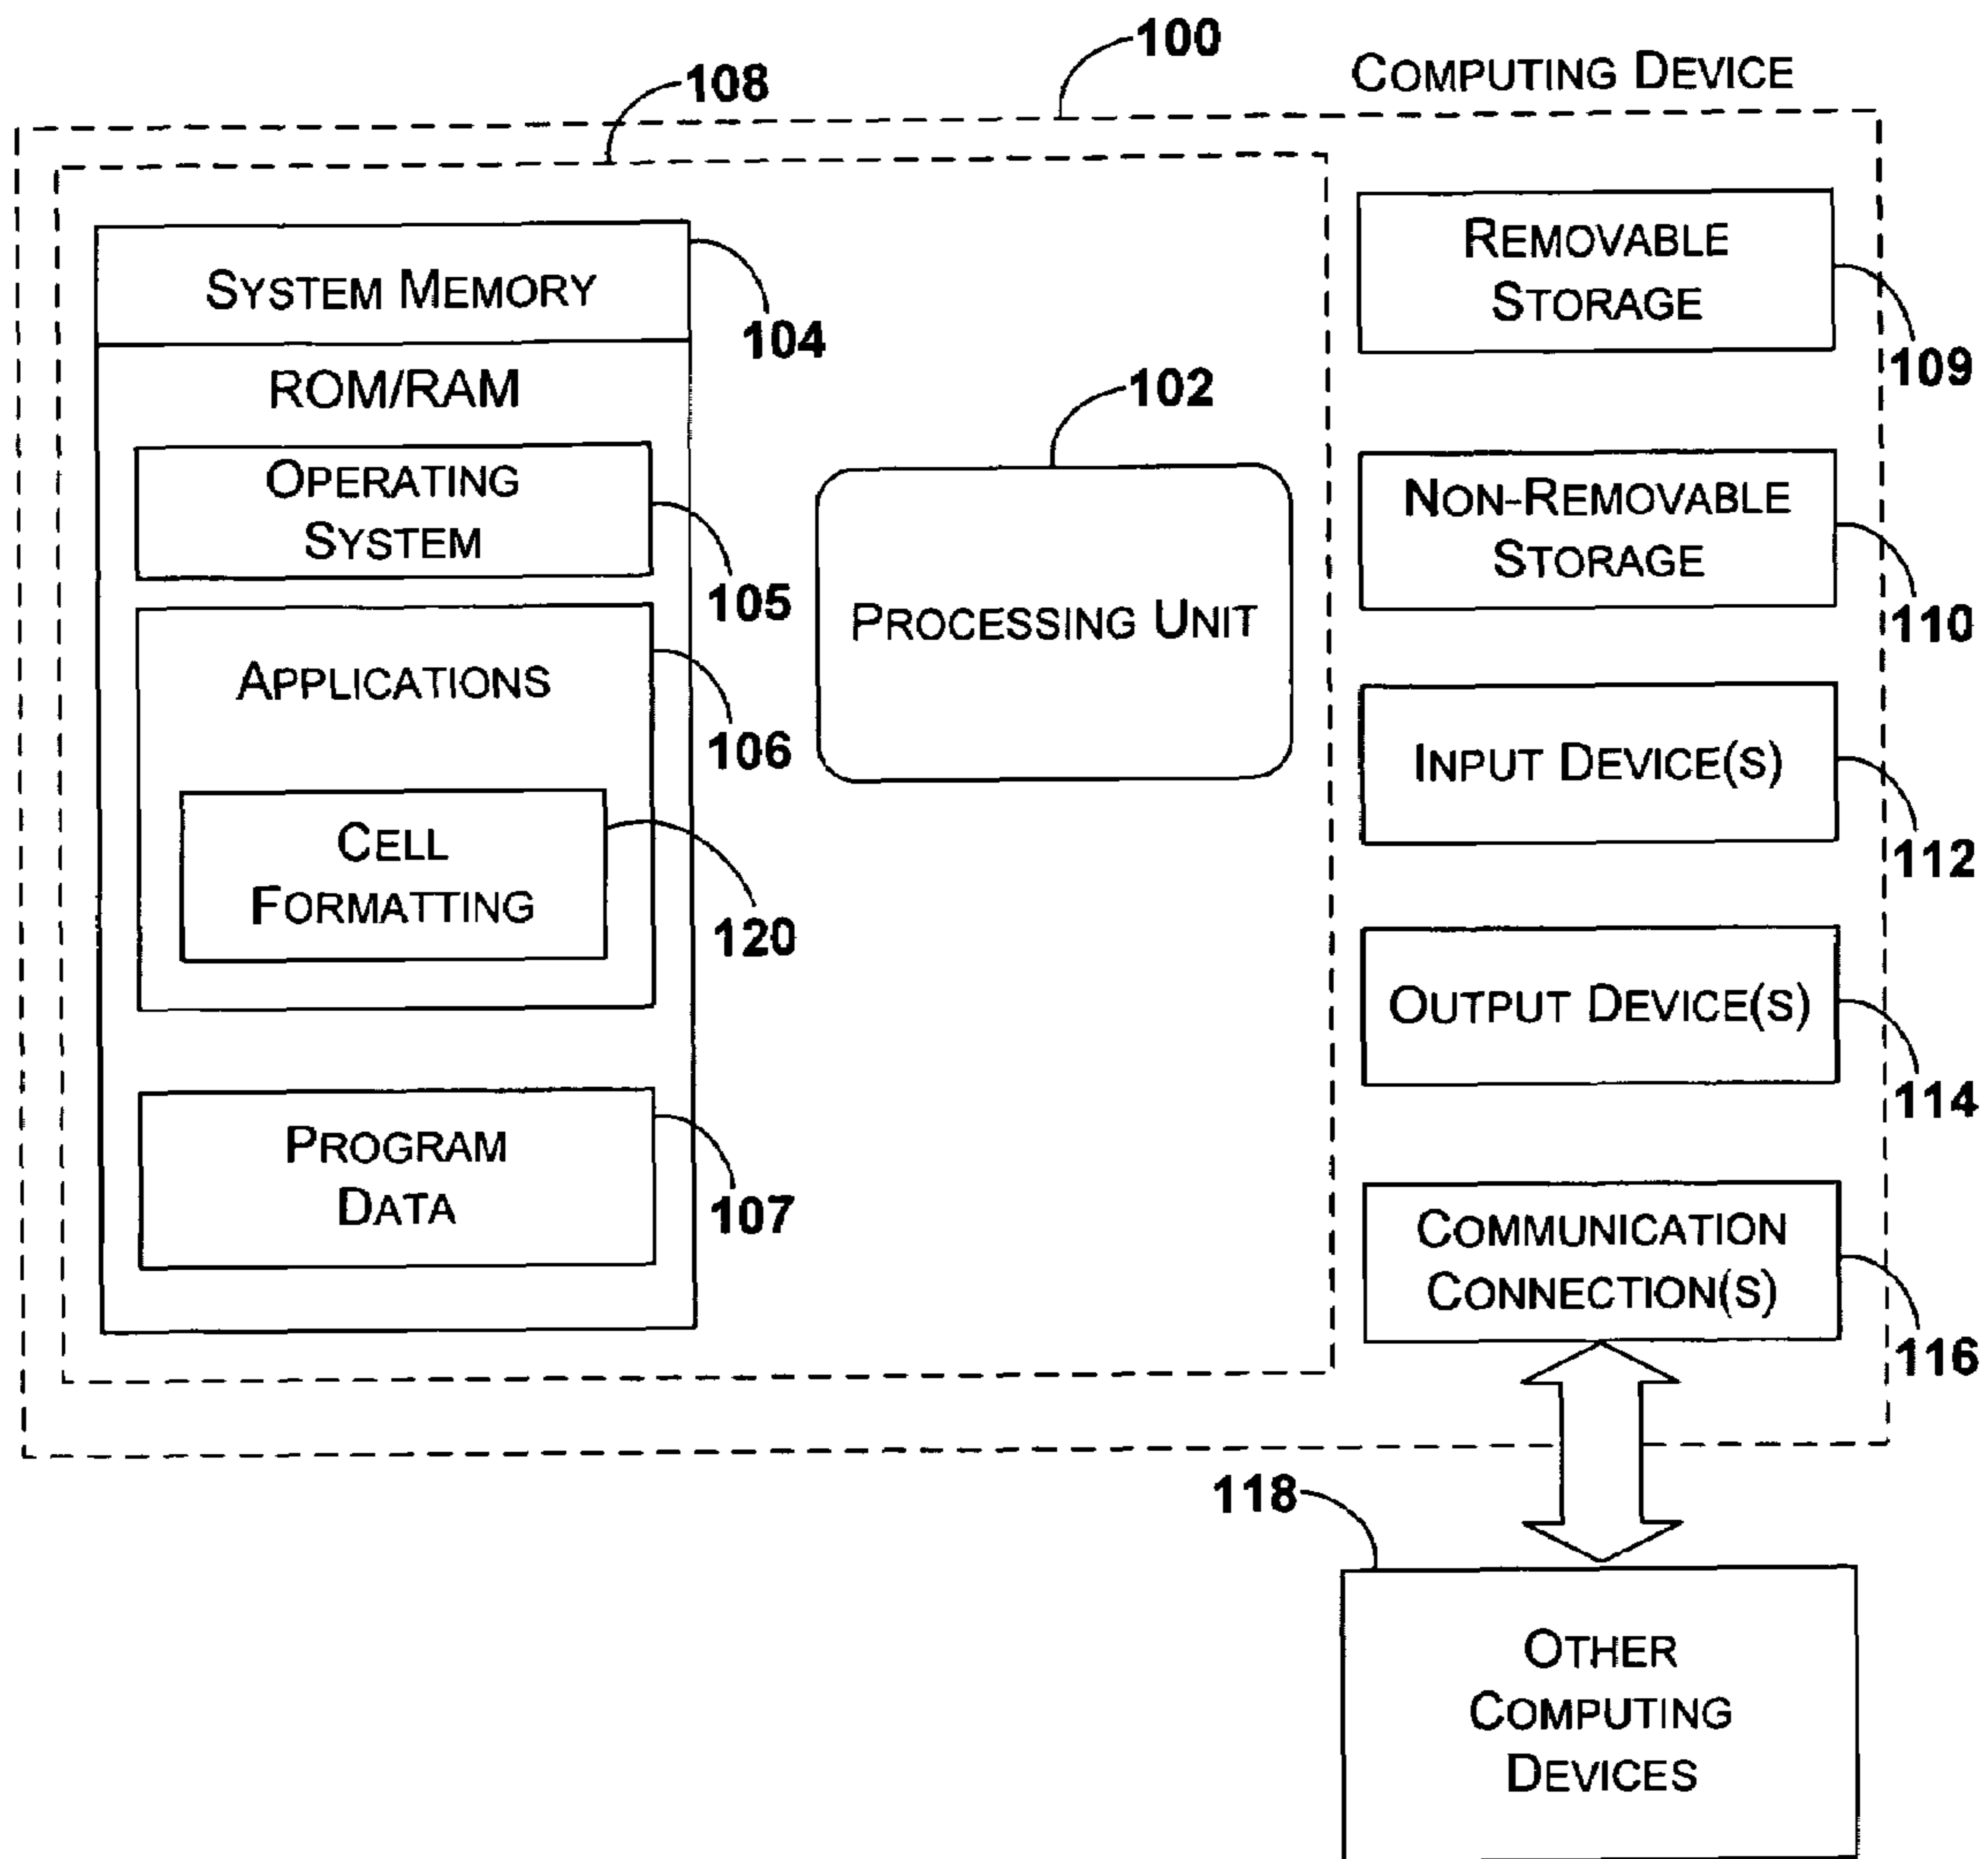 100
COMPUTING DEVICE
108
SYSTEM MEMORY
104
ROM/RAM
OPERATING
SYSTEM
105
APPLICATIONS
106
CELL
FORMATTING
120
PROGRAM
DATA
107
102
PROCESSING UNIT
REMOVABLE
STORAGE
109
NON-REMOVABLE
STORAGE
110
INPUT DEVICE(S)
112
OUTPUT DEVICE(S)
114
COMMUNICATION
CONNECTION(S)
116
118
OTHER
COMPUTING
DEVICES